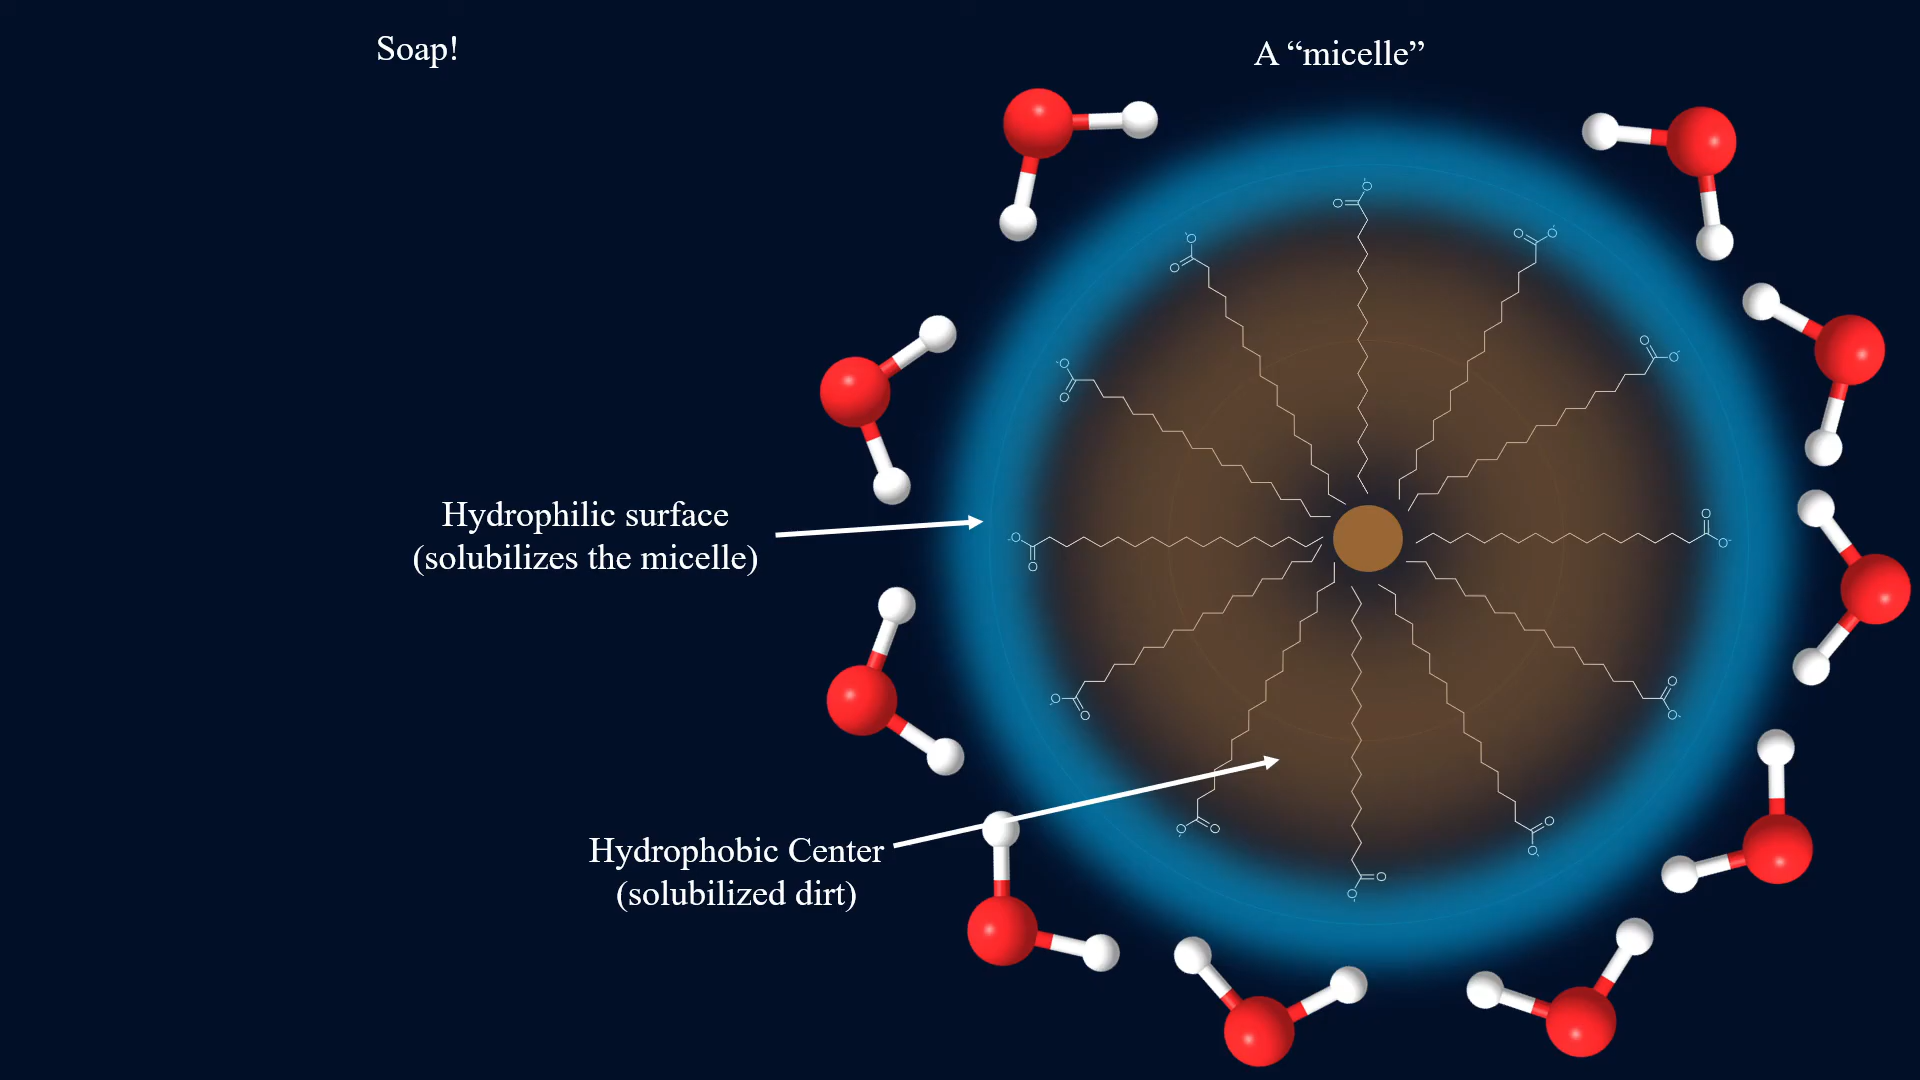 Soap!
A “micelle”
Hydrophilic surface
(solubilizes the micelle)
Hydrophobic Center
(solubilized dirt)